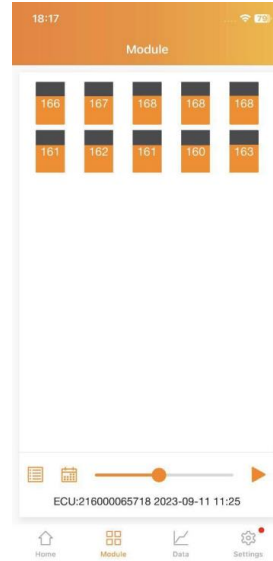 18:17 79
Module
166 167 168 168 168
161 162 161 160 163
ECU:216000065718 2023-09-11 11:25
Home Module Data Settings